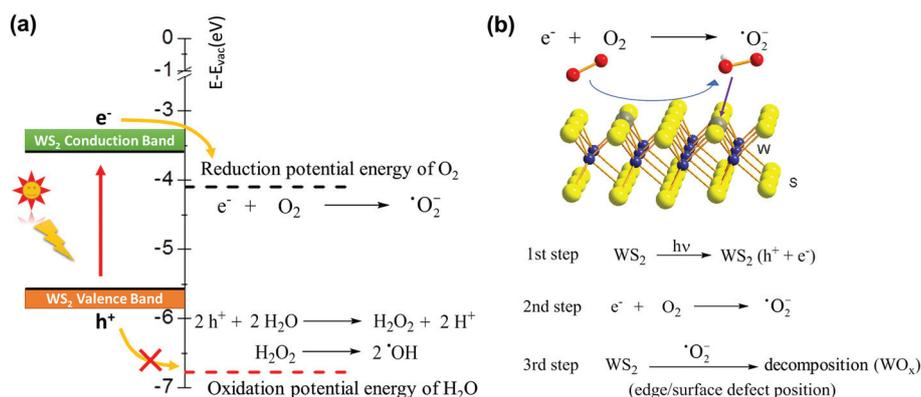 (a)
0
-1
-3
-4
-5
-6
-7
E-Evac(eV)
e-
WS2 Conduction Band
Reduction potential energy of O2
e- + O2 → •O2-
WS2 Valence Band
h+
2 h+ + 2 H2O → H2O2 + 2 H+
H2O2 → 2 •OH
Oxidation potential energy of H2O
(b)
e- + O2 → •O2-
W
S
1st step WS2 hν → WS2 (h+ + e-)
2nd step e- + O2 → •O2-
3rd step WS2 •O2- → decomposition (WOx)
(edge/surface defect position)